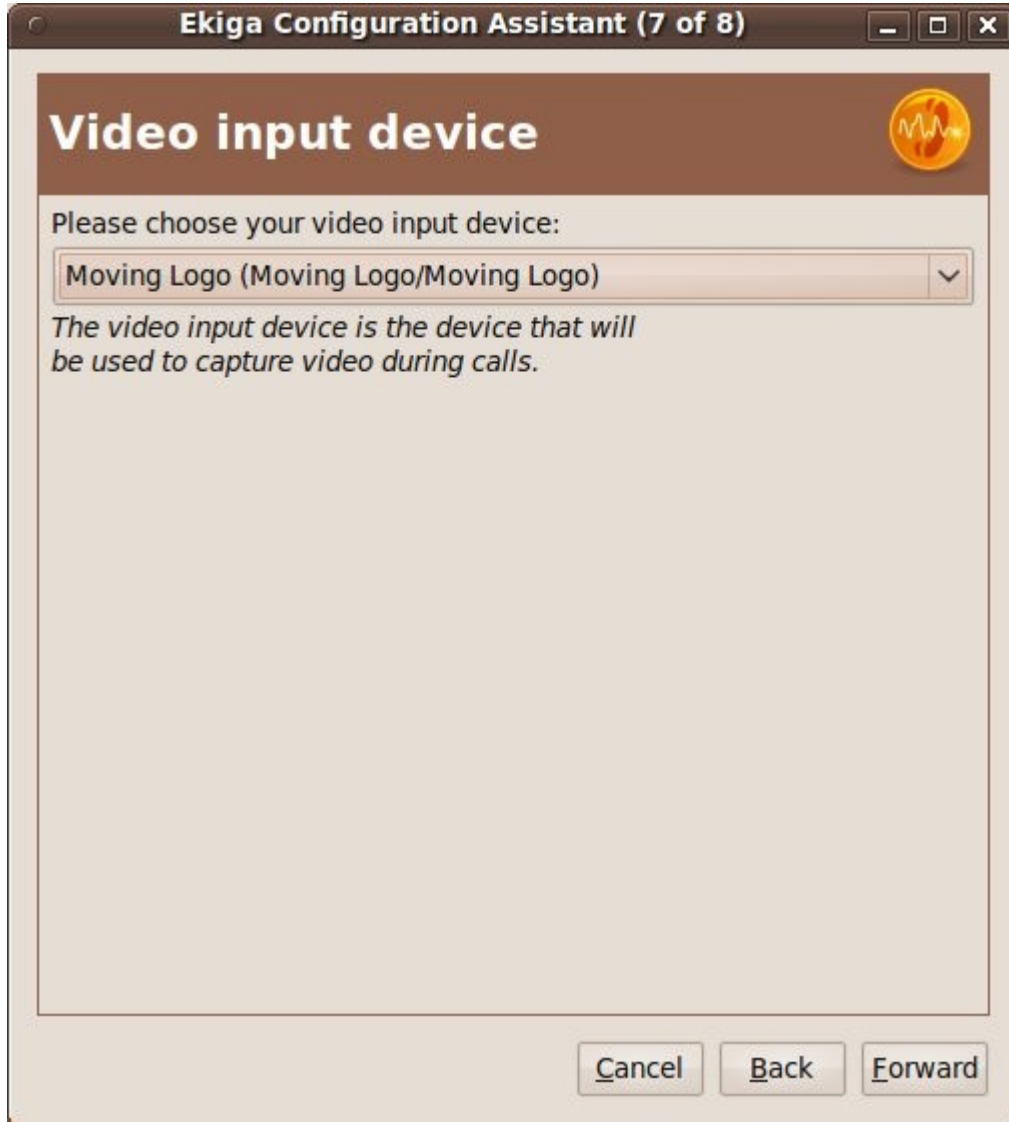 Ekiga Configuration Assistant (7 of 8)
Video input device
Please choose your video input device:
Moving Logo (Moving Logo/Moving Logo)
The video input device is the device that will
be used to capture video during calls.
Cancel Back Forward